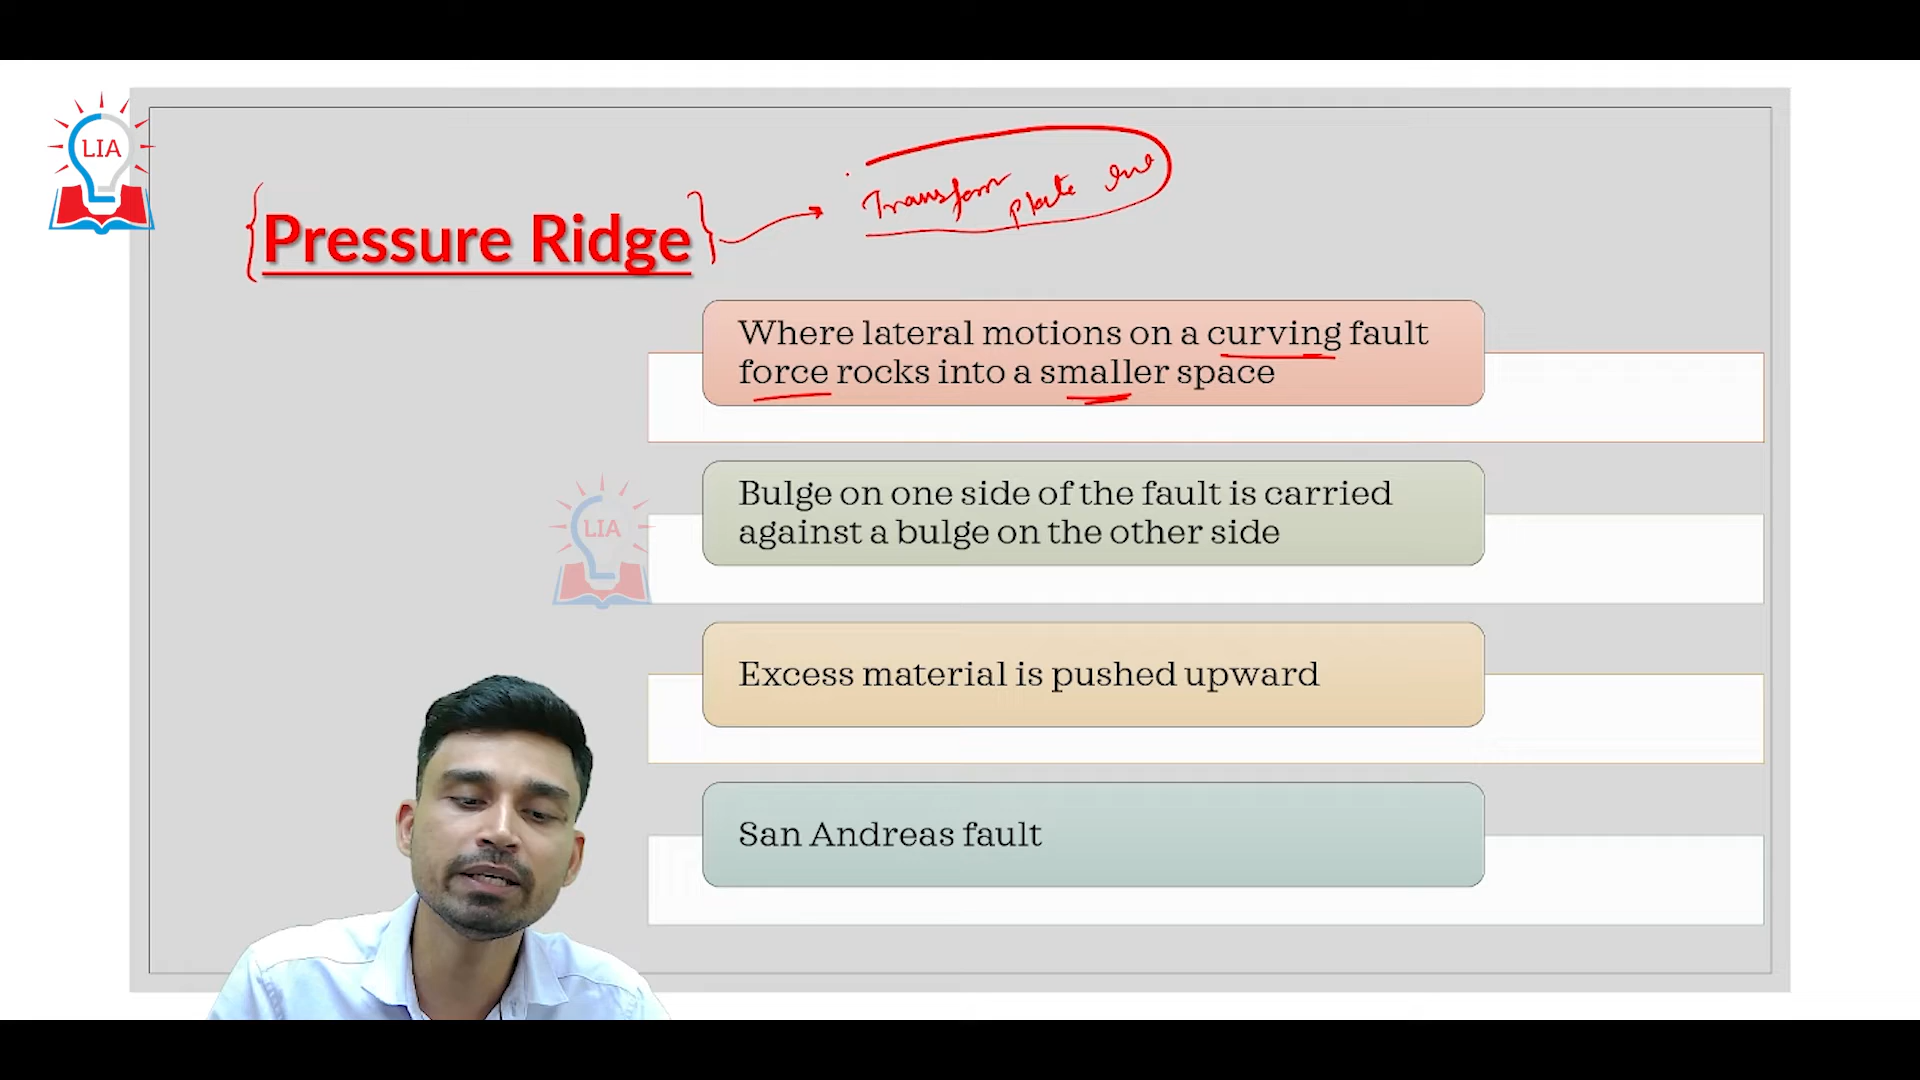 LIA
Transform
plate
Pressure Ridge
Where lateral motions on a curving fault
force rocks into a smaller space
Bulge on one side of the fault is carried
against a bulge on the other side
LIA
Excess material is pushed upward
San Andreas fault